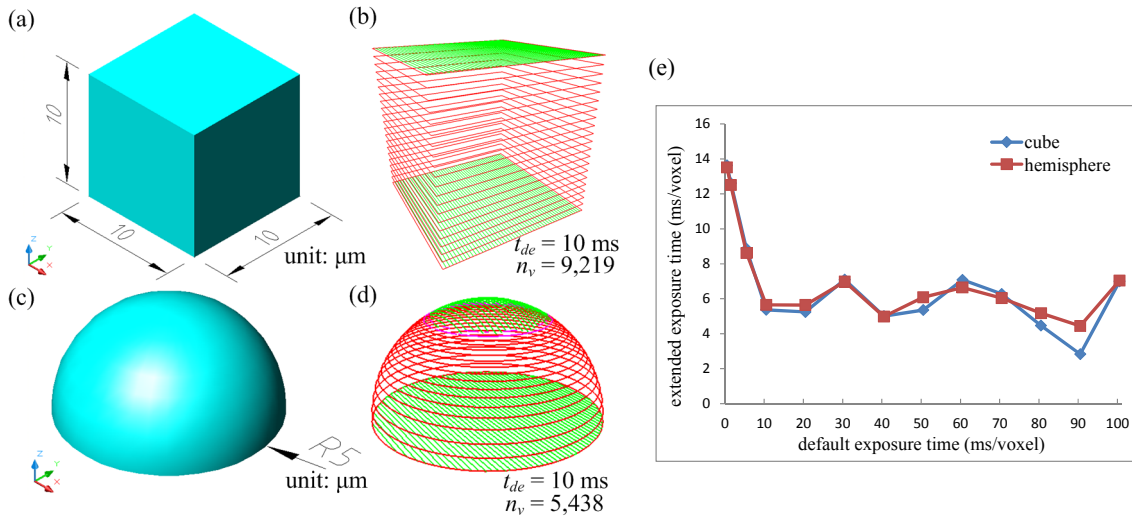 (a)
10
10
10
unit: μm
Z
Y
X
(b)
t_de = 10 ms
n_v = 9,219
(c)
R5
unit: μm
Z
Y
X
(d)
t_de = 10 ms
n_v = 5,438
(e)
extended exposure time (ms/voxel)
16
14
12
10
8
6
4
2
0
cube
hemisphere
0 10 20 30 40 50 60 70 80 90 100
default exposure time (ms/voxel)